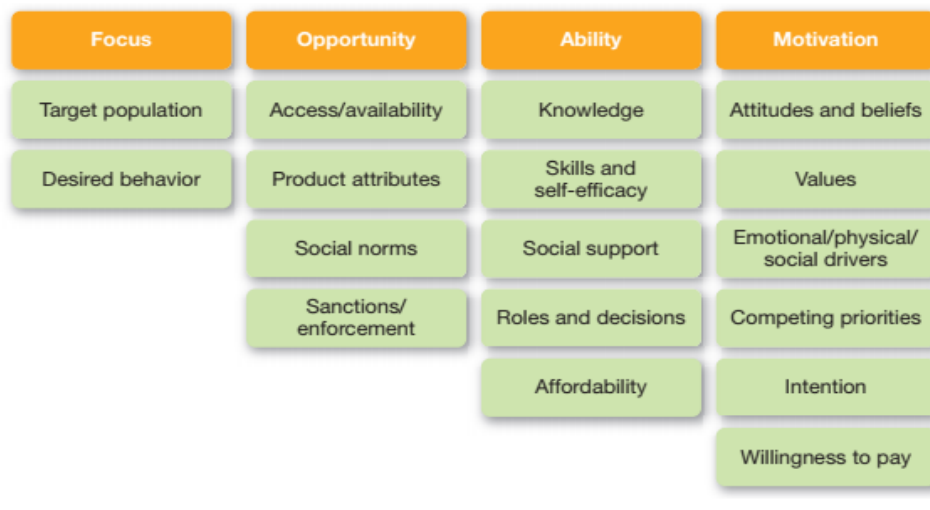 Focus
Opportunity
Ability
Motivation
Target population
Access/availability
Knowledge
Attitudes and beliefs
Desired behavior
Product attributes
Skills and
self-efficacy
Values
Social norms
Social support
Emotional/physical/
social drivers
Sanctions/
enforcement
Roles and decisions
Competing priorities
Affordability
Intention
Willingness to pay